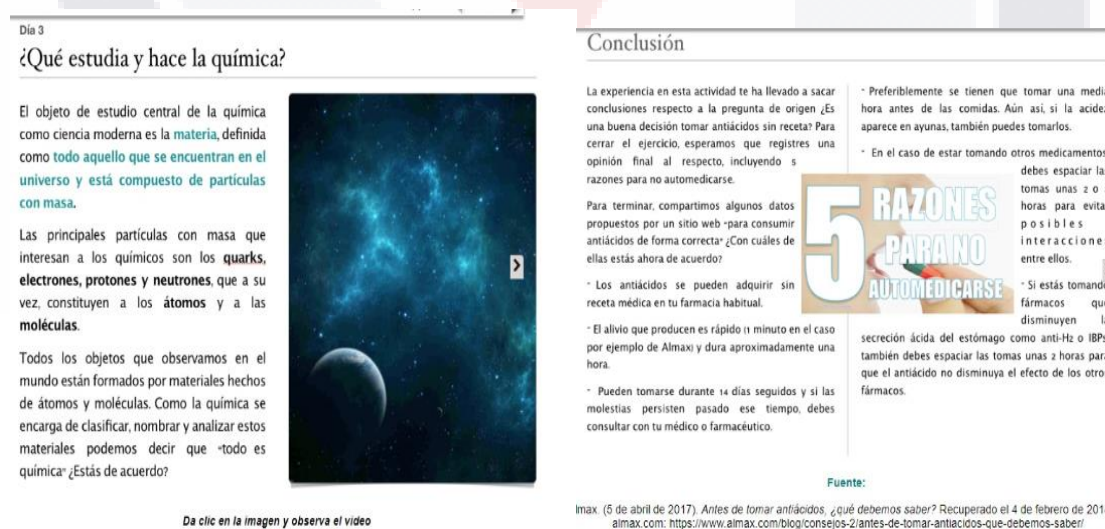 Día 3
¿Qué estudia y hace la química?
El objeto de estudio central de la química
como ciencia moderna es la materia, definida
como todo aquello que se encuentran en el
universo y está compuesto de partículas
con masa.
Las principales partículas con masa que
interesan a los químicos son los quarks,
electrones, protones y neutrones, que a su
vez, constituyen a los átomos y a las
moléculas.
Todos los objetos que observamos en el
mundo están formados por materiales hechos
de átomos y moléculas. Como la química se
encarga de clasificar, nombrar y analizar estos
materiales podemos decir que "todo es
química" ¿Estás de acuerdo?
Da clic en la imagen y observa el video
Conclusión
La experiencia en esta actividad te ha llevado a sacar
conclusiones respecto a la pregunta de origen ¿Es
una buena decisión tomar antiácidos sin receta? Para
cerrar el ejercicio, esperamos que registres una
opinión final al respecto, incluyendo s
razones para no automedicarse.
Para terminar, compartimos algunos datos
propuestos por un sitio web "para consumir
antiácidos de forma correcta" ¿Con cuáles de
ellas estás ahora de acuerdo?
- Los antiácidos se pueden adquirir sin
receta médica en tu farmacia habitual.
- El alivio que producen es rápido (1 minuto en el caso
por ejemplo de Almax) y dura aproximadamente una
hora.
- Pueden tomarse durante 14 días seguidos y si las
molestias persisten pasado ese tiempo, debes
consultar con tu médico o farmacéutico.
5 RAZONES
PARA NO
AUTOMEDICARSE
- Preferiblemente se tienen que tomar una medi
hora antes de las comidas. Aún así, si la acide
aparece en ayunas, también puedes tomarlos.
- En el caso de estar tomando otros medicamentos
debes espaciar la
tomas unas 2 o
horas para evita
posibles
interaccione
entre ellos.
- Si estás tomand
fármacos qu
disminuyen l
secreción ácida del estómago como anti-H2 o IBPs
también debes espaciar las tomas unas 2 horas par
que el antiácido no disminuya el efecto de los otro
fármacos.
Fuente:
lmax. (5 de abril de 2017). Antes de tomar antiácidos, ¿qué debemos saber? Recuperado el 4 de febrero de 201
almax.com: https://www.almax.com/blog/consejos-2/antes-de-tomar-antiacidos-que-debemos-saber/